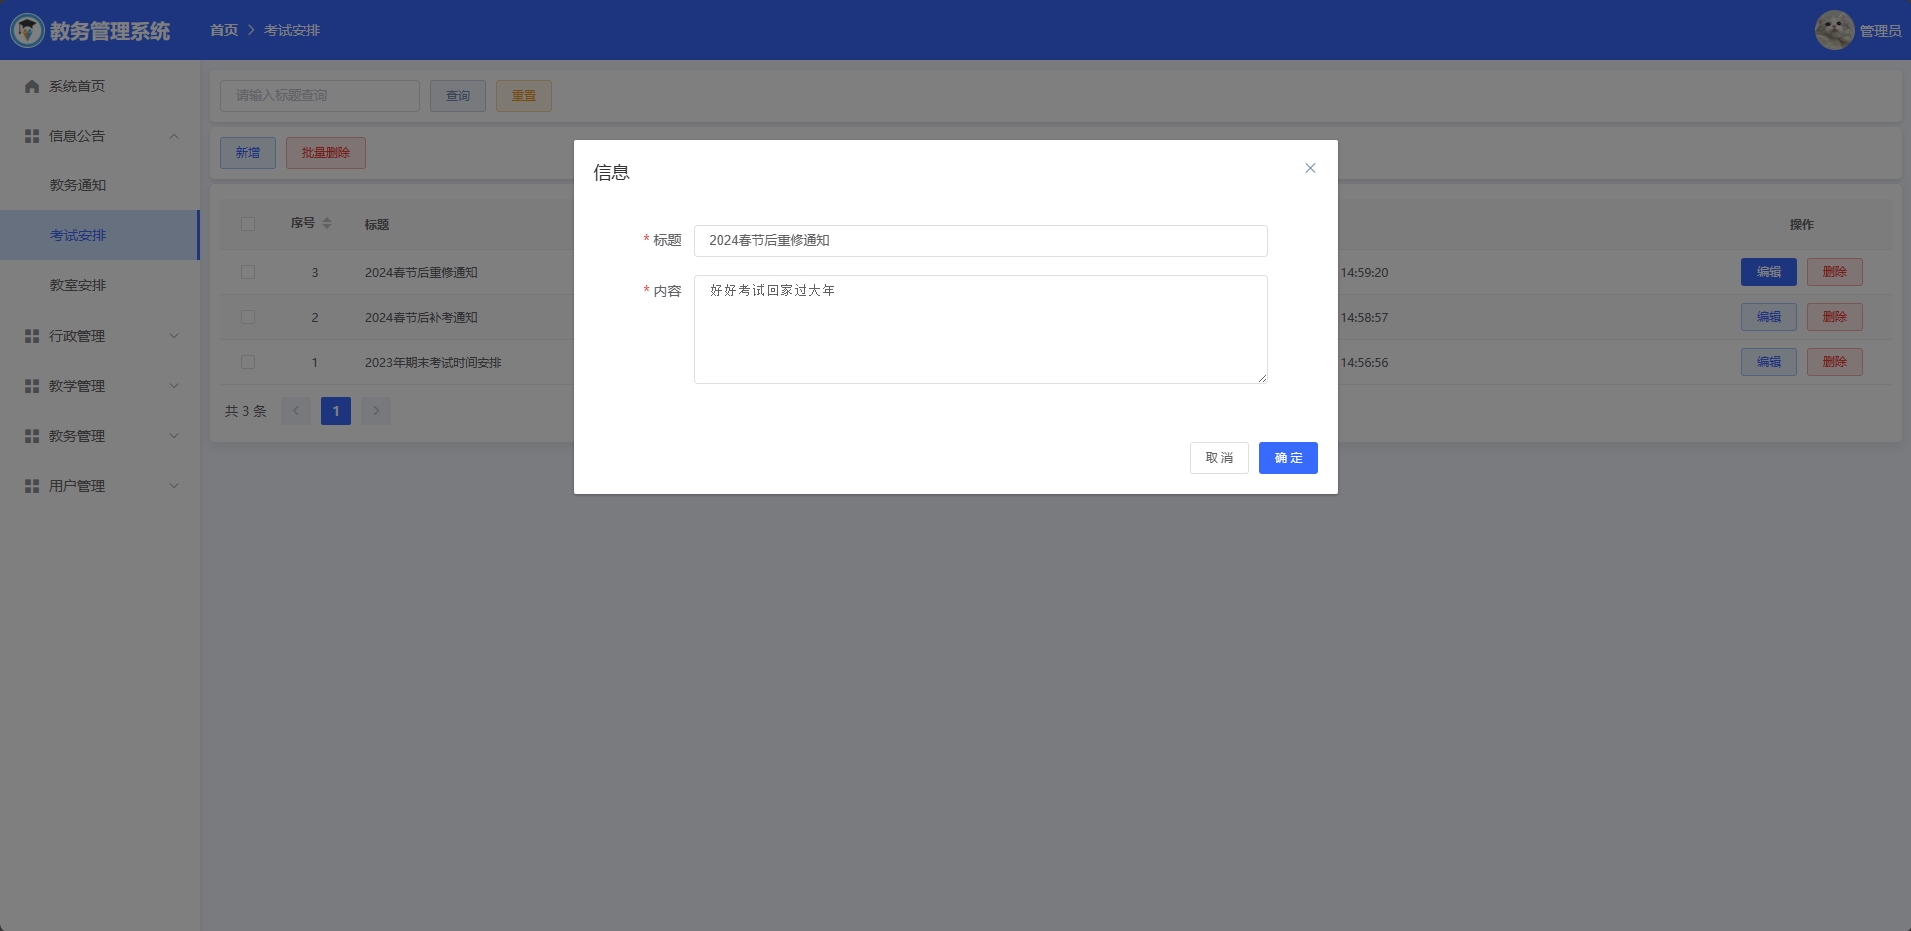 教务管理系统
首页 > 考试安排
管理员
系统首页
信息公告
教务通知
考试安排
教室安排
行政管理
教学管理
教务管理
用户管理
请输入标题查询 查询 重置
新增 批量删除
序号 标题 操作
3 2024春节后重修通知 14:59:20 编辑 删除
2 2024春节后补考通知 14:58:57 编辑 删除
1 2023年期末考试时间安排 14:56:56 编辑 删除
共 3 条 1
信息
* 标题 2024春节后重修通知
* 内容 好好考试回家过大年
取 消 确 定